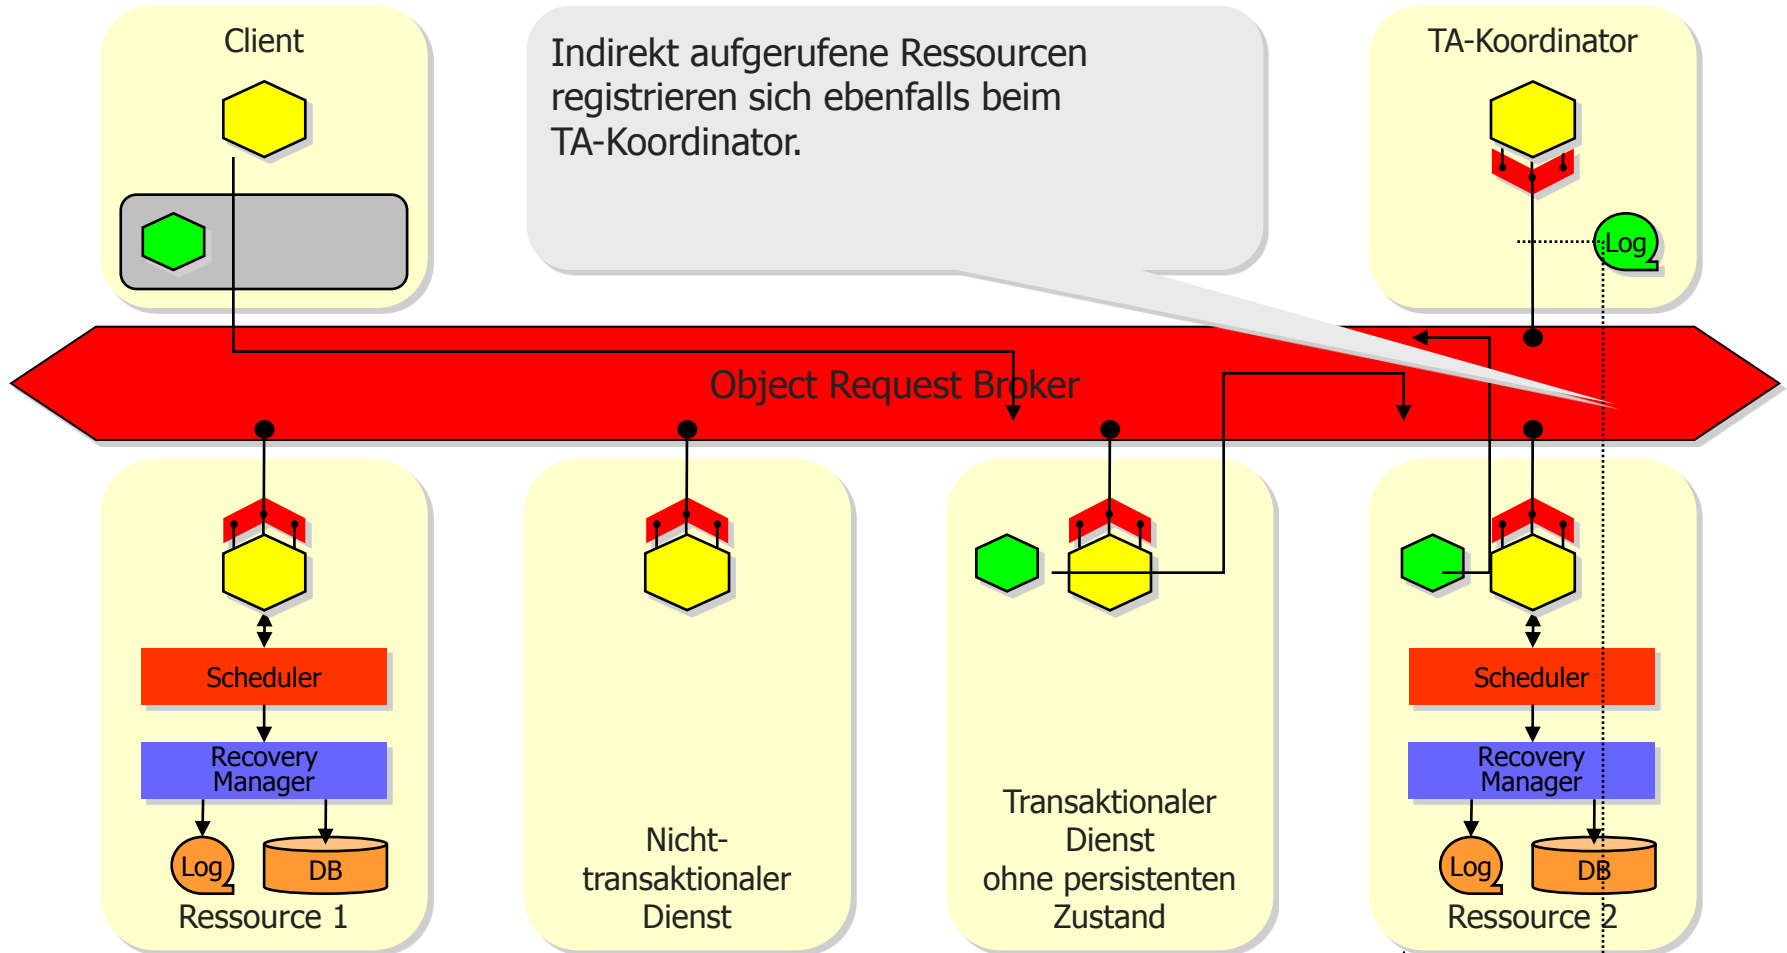 Client
Indirekt aufgerufene Ressourcen
registrieren sich ebenfalls beim
TA-Koordinator.
TA-Koordinator
Log
Object Request Broker
Scheduler
Recovery
Manager
Log
DB
Ressource 1
Nicht-
transaktionaler
Dienst
Transaktionaler
Dienst
ohne persistenten
Zustand
Scheduler
Recovery
Manager
Log
DB
Ressource 2